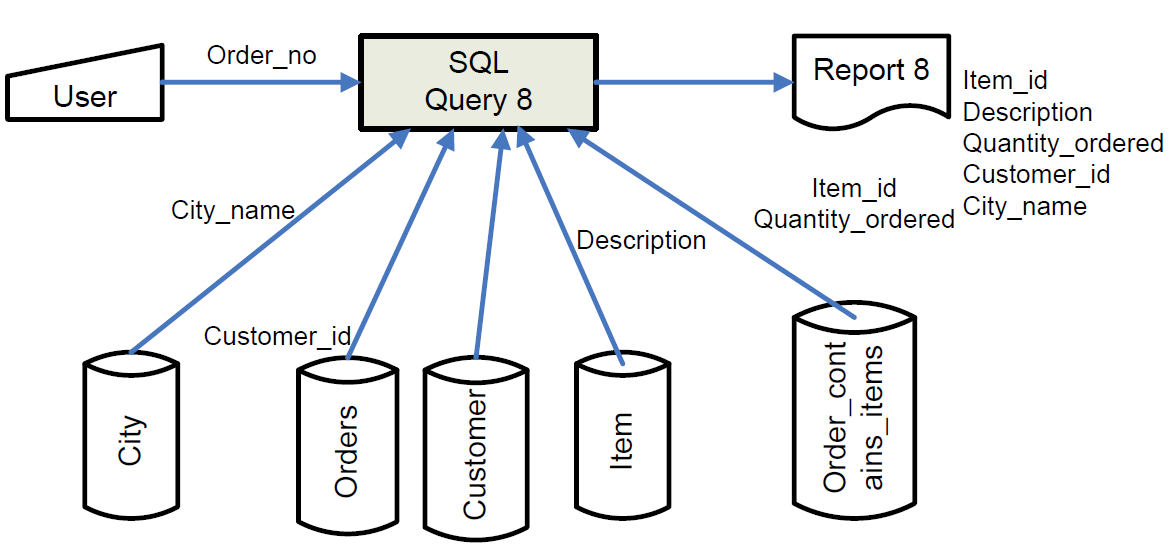 Order_no
SQL
Query 8
User
Report 8
Item_id
Description
Quantity_ordered
Customer_id
City_name
Item_id
Quantity_ordered
City_name
Description
Customer_id
City
Orders
Customer
Item
Order_cont
ains_items